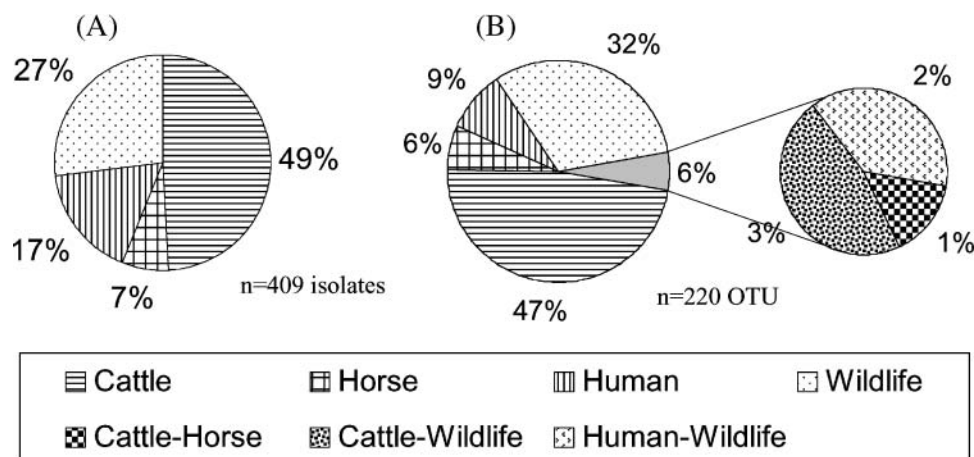 (A)
(B)
27%
49%
17%
7%
n=409 isolates
32%
9%
6%
6%
47%
n=220 OTU
2%
3%
1%
Cattle Horse Human Wildlife
Cattle-Horse Cattle-Wildlife Human-Wildlife